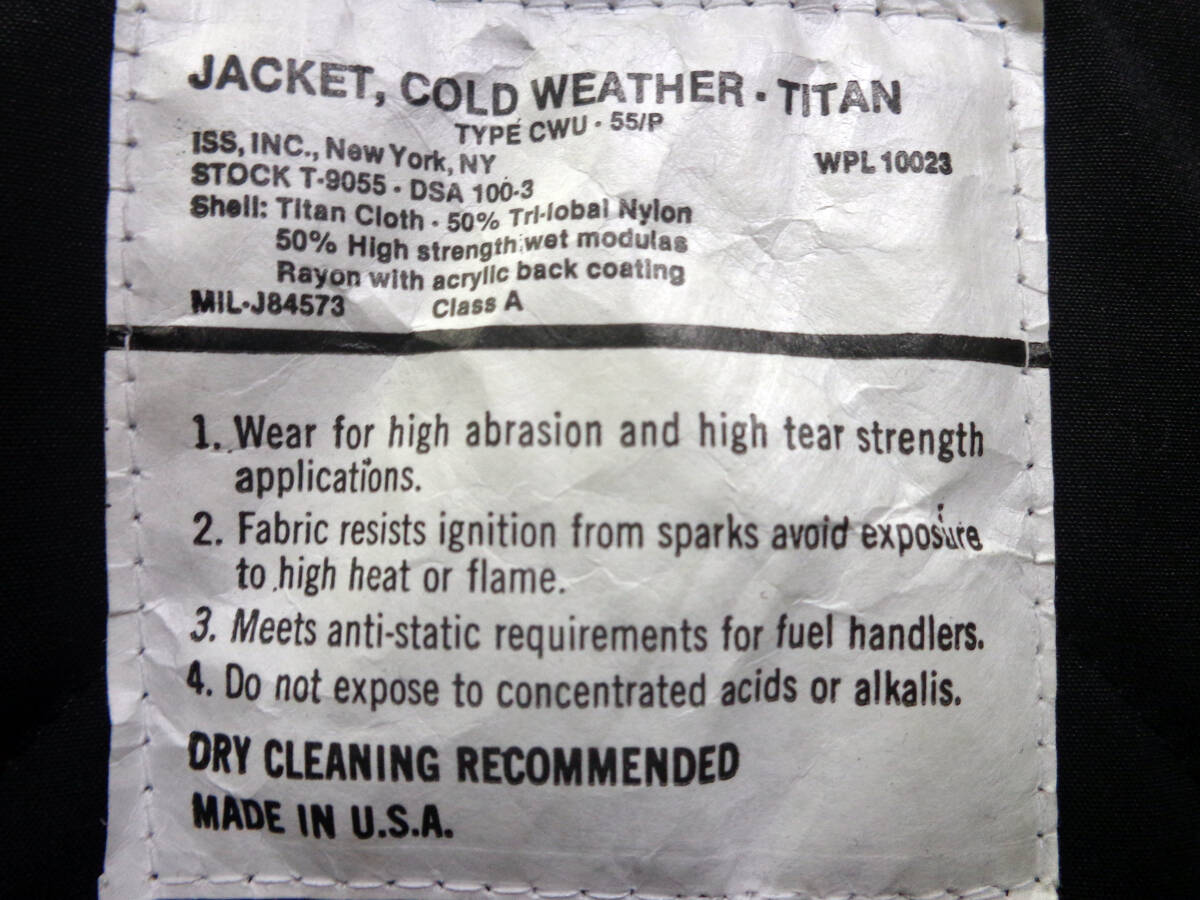 JACKET, COLD WEATHER · TITAN
TYPE CWU · 55/P
ISS, INC., New York, NY
WPL 10023
STOCK T-9055 · DSA 100-3
Shell: Titan Cloth · 50% Tri-lobal Nylon
50% High strength wet modulas
Rayon with acrylic back coating
MIL-J84573 Class A
1. Wear for high abrasion and high tear strength
applications.
2. Fabric resists ignition from sparks avoid exposure
to high heat or flame.
3. Meets anti-static requirements for fuel handlers.
4. Do not expose to concentrated acids or alkalis.
DRY CLEANING RECOMMENDED
MADE IN U.S.A.